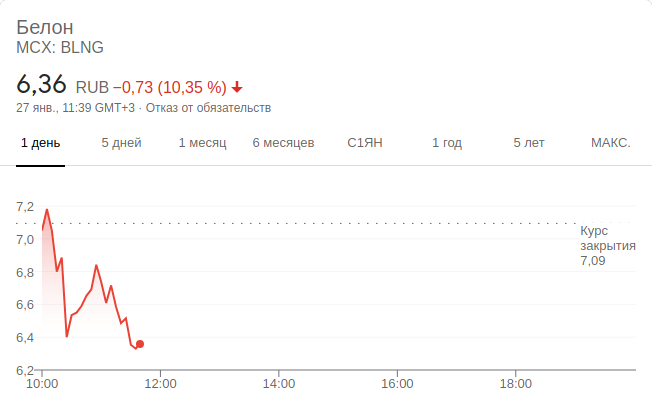 Белон
MCX: BLNG
6,36 RUB −0,73 (10,35 %)
27 янв., 11:39 GMT+3 · Отказ от обязательств
1 день 5 дней 1 месяц 6 месяцев С1ЯН 1 год 5 лет МАКС.
7,2
7,0
6,8
6,6
6,4
6,2
Курс
закрытия
7,09
10:00 12:00 14:00 16:00 18:00